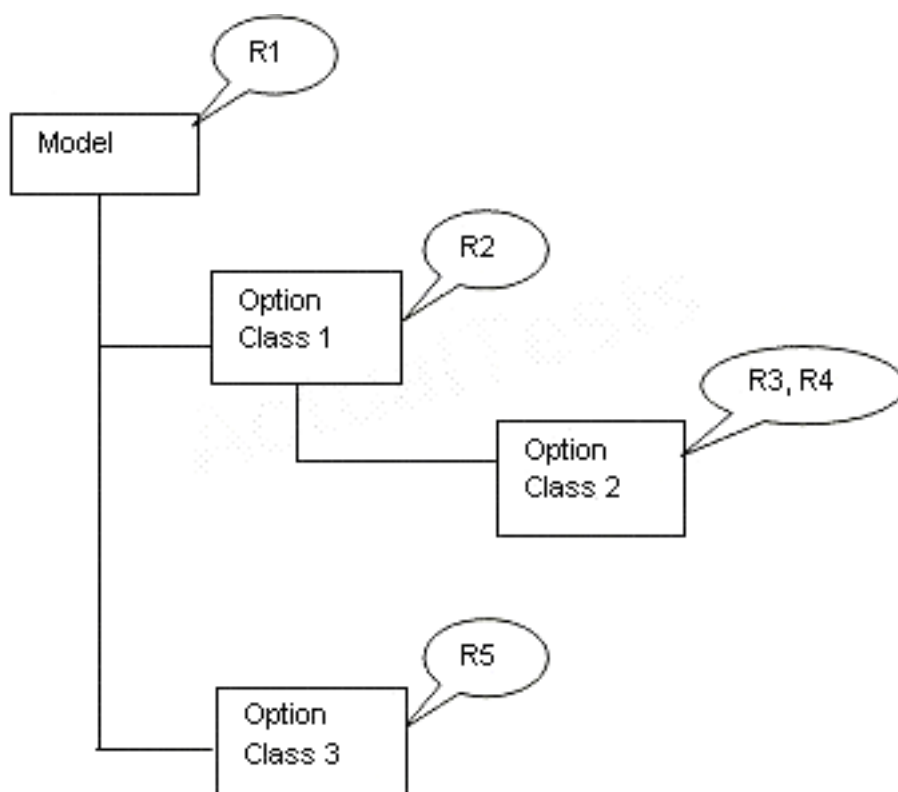 R1
Model
R2
Option
Class 1
R3, R4
Option
Class 2
R5
Option
Class 3